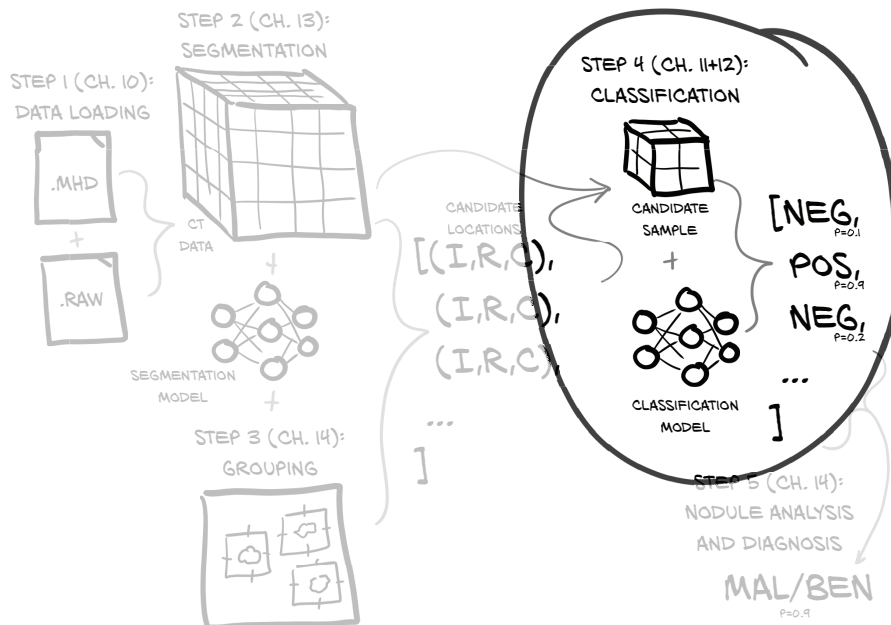 STEP 1 (CH. 10):
DATA LOADING
.MHD
+
.RAW
STEP 2 (CH. 13):
SEGMENTATION
CT
DATA
+
SEGMENTATION
MODEL
+
STEP 3 (CH. 14):
GROUPING
CANDIDATE
LOCATIONS
[(I,R,C),
(I,R,C),
(I,R,C)
...
]
STEP 4 (CH. 11+12):
CLASSIFICATION
CANDIDATE
SAMPLE
+
CLASSIFICATION
MODEL
[NEG,
P=0.1
POS,
P=0.9
NEG,
P=0.2
...
]
STEP 5 (CH. 14):
NODULE ANALYSIS
AND DIAGNOSIS
MAL/BEN
P=0.9